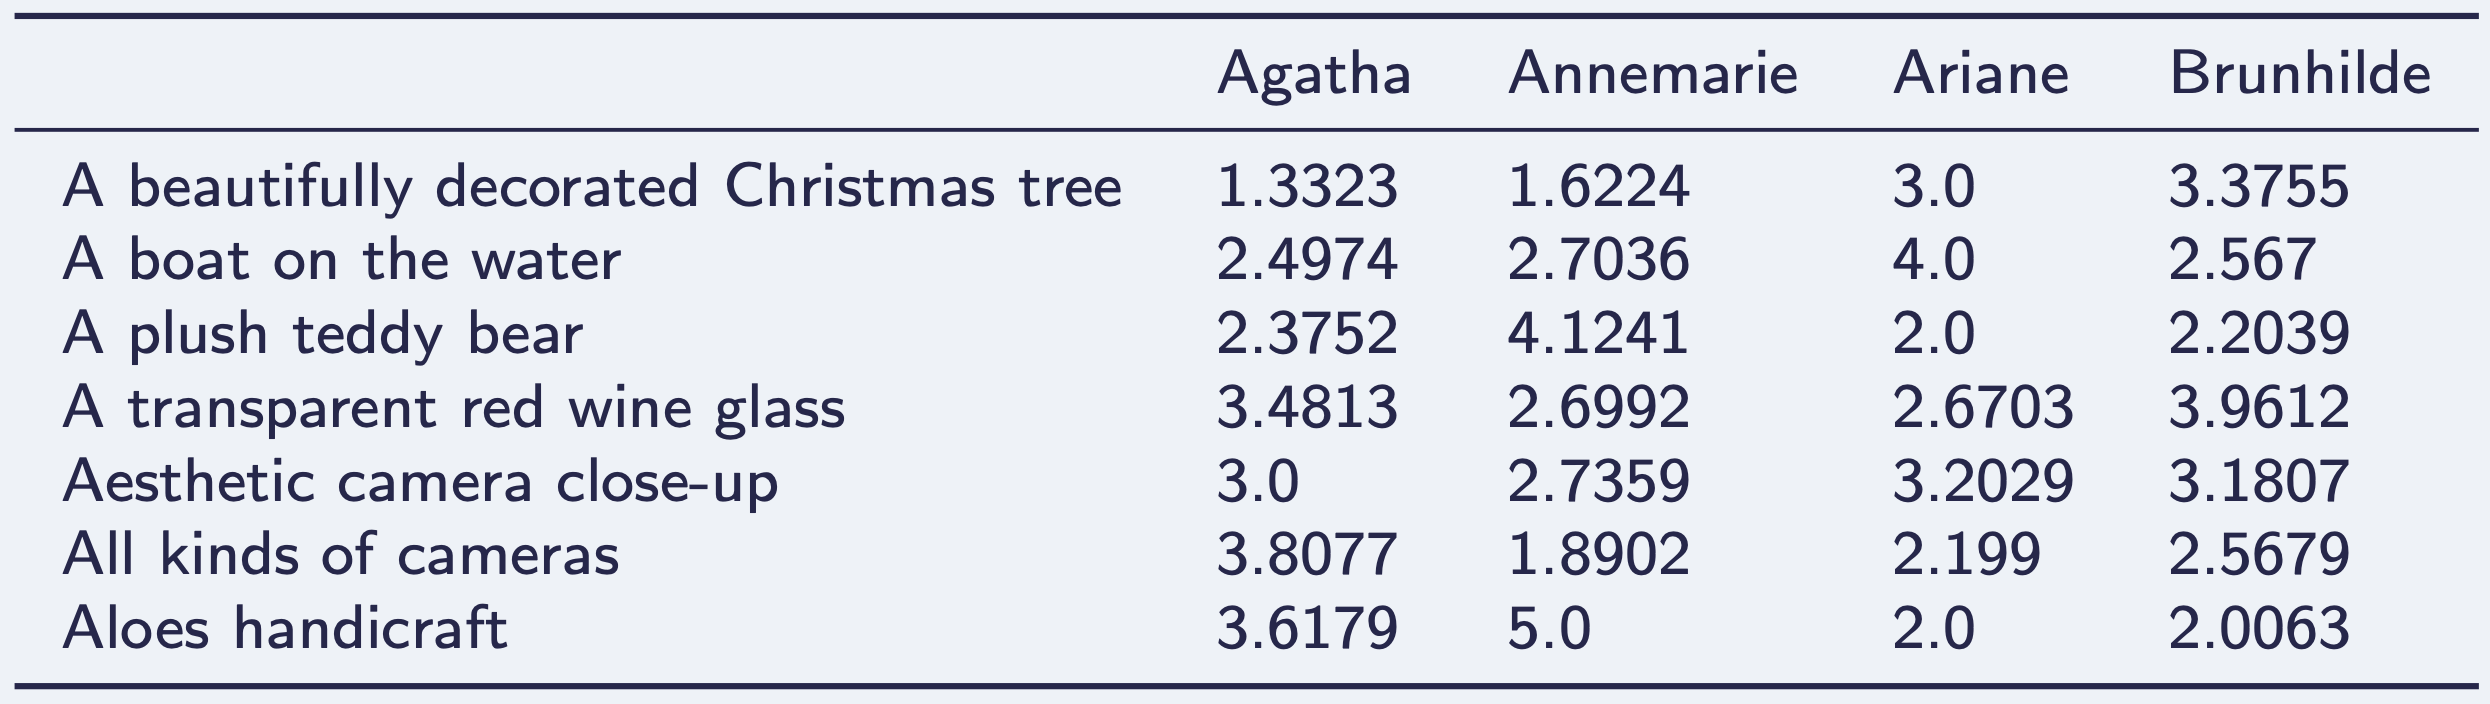 Agatha Annemarie Ariane Brunhilde
A beautifully decorated Christmas tree 1.3323 1.6224 3.0 3.3755
A boat on the water 2.4974 2.7036 4.0 2.567
A plush teddy bear 2.3752 4.1241 2.0 2.2039
A transparent red wine glass 3.4813 2.6992 2.6703 3.9612
Aesthetic camera close-up 3.0 2.7359 3.2029 3.1807
All kinds of cameras 3.8077 1.8902 2.199 2.5679
Aloes handicraft 3.6179 5.0 2.0 2.0063